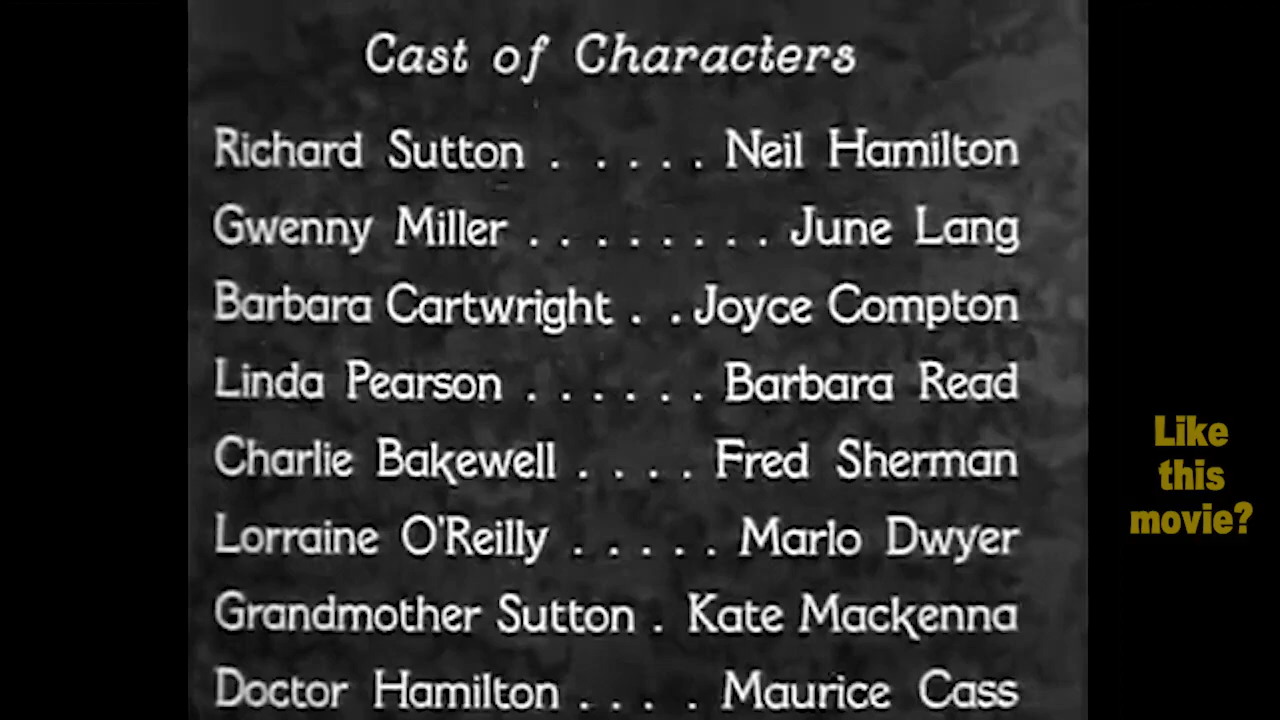 Cast of Characters
Richard Sutton . . . . . Neil Hamilton
Gwenny Miller . . . . . . . . June Lang
Barbara Cartwright . . Joyce Compton
Linda Pearson . . . . . . Barbara Read
Charlie Bakewell . . . . Fred Sherman
Lorraine O'Reilly . . . . . Marlo Dwyer
Grandmother Sutton . Kate Mackenna
Doctor Hamilton . . . . Maurice Cass
Like
this
movie?